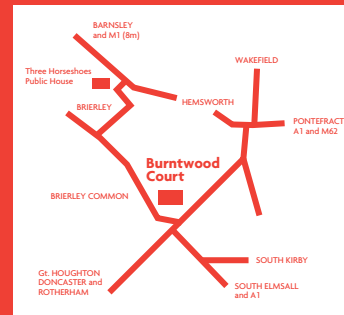 BARNSLEY
and M1 (8m)
WAKEFIELD
Three Horseshoes
Public House
BRIERLEY
HEMSWORTH
PONTEFRACT
A1 and M62
Burntwood
Court
BRIERLEY COMMON
SOUTH KIRBY
Gt. HOUGHTON
DONCASTER and
ROTHERHAM
SOUTH ELMSALL
and A1